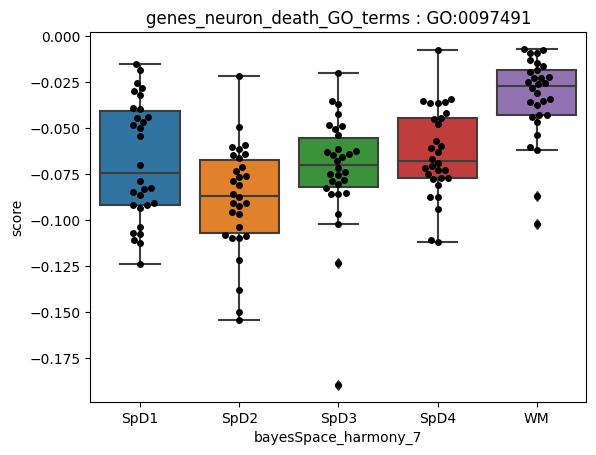 genes_neuron_death_GO_terms : GO:0097491
0.000
−0.025
−0.050
−0.075
−0.100
−0.125
−0.150
−0.175
score
SpD1 SpD2 SpD3 SpD4 WM
bayesSpace_harmony_7